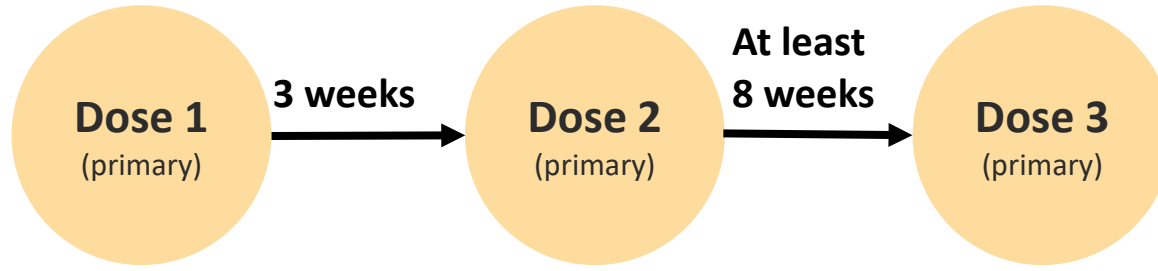 Dose 1
(primary)
3 weeks
Dose 2
(primary)
At least
8 weeks
Dose 3
(primary)